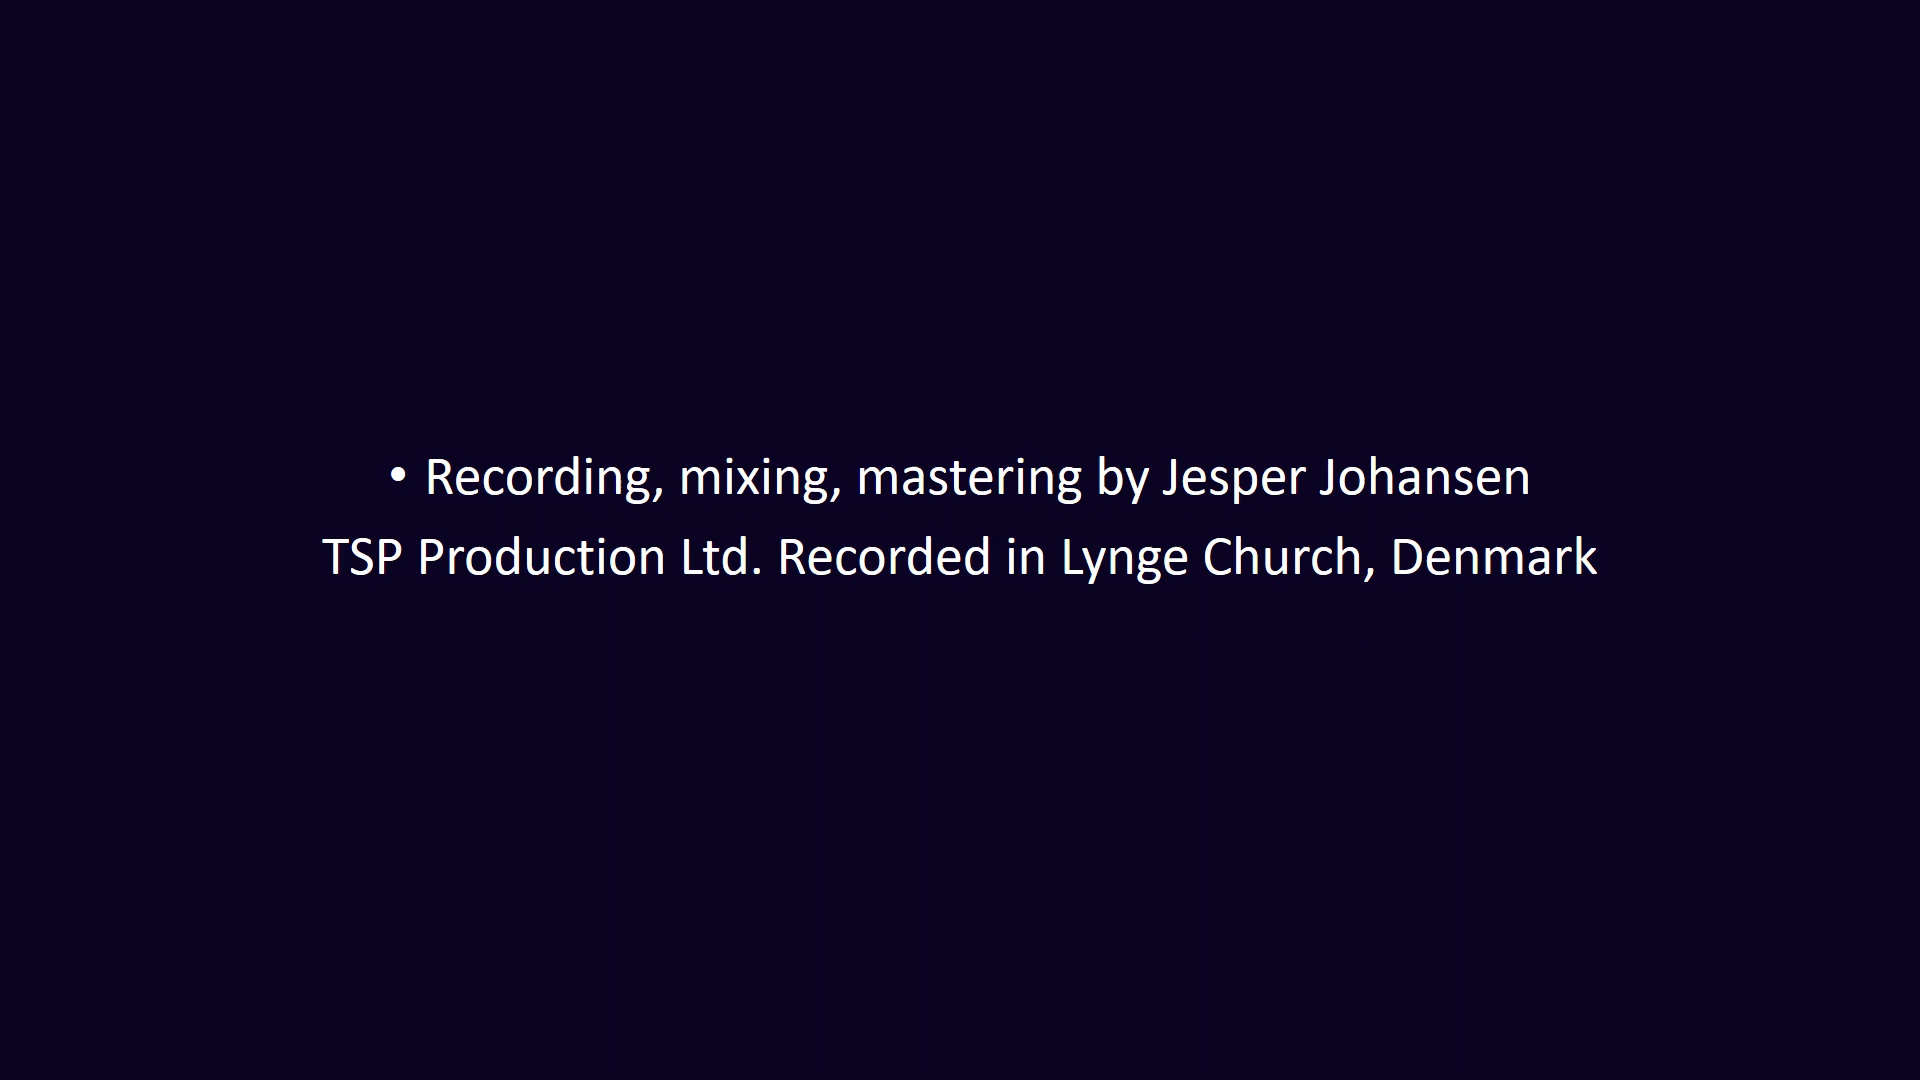 • Recording, mixing, mastering by Jesper Johansen
TSP Production Ltd. Recorded in Lynge Church, Denmark